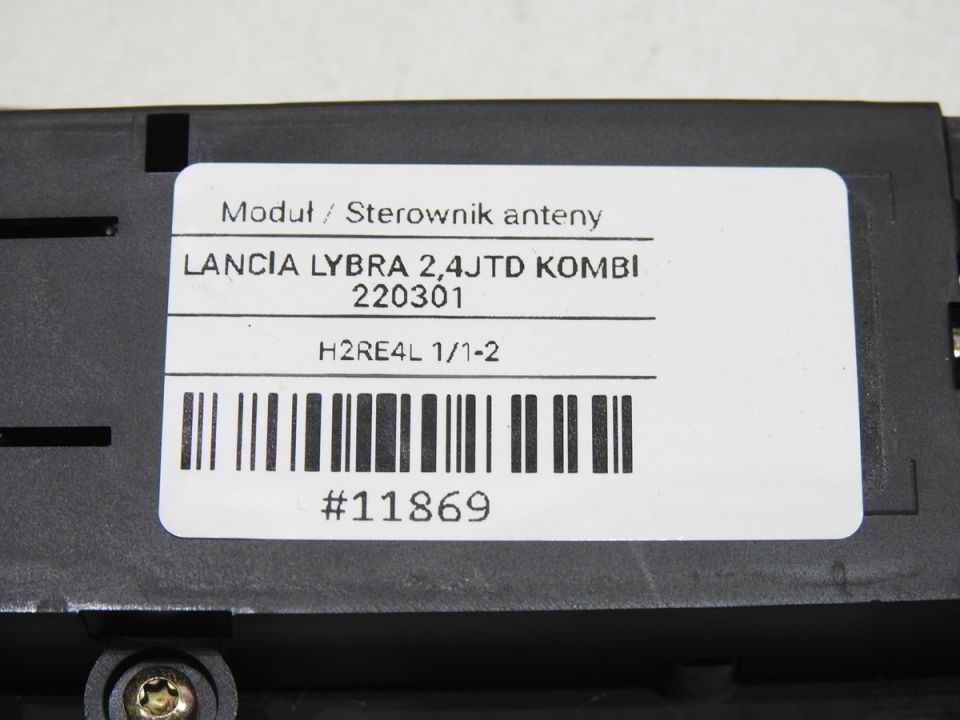 Moduł / Sterownik anteny
LANCIA LYBRA 2,4JTD KOMBI
220301
H2RE4L 1/1-2
#11869